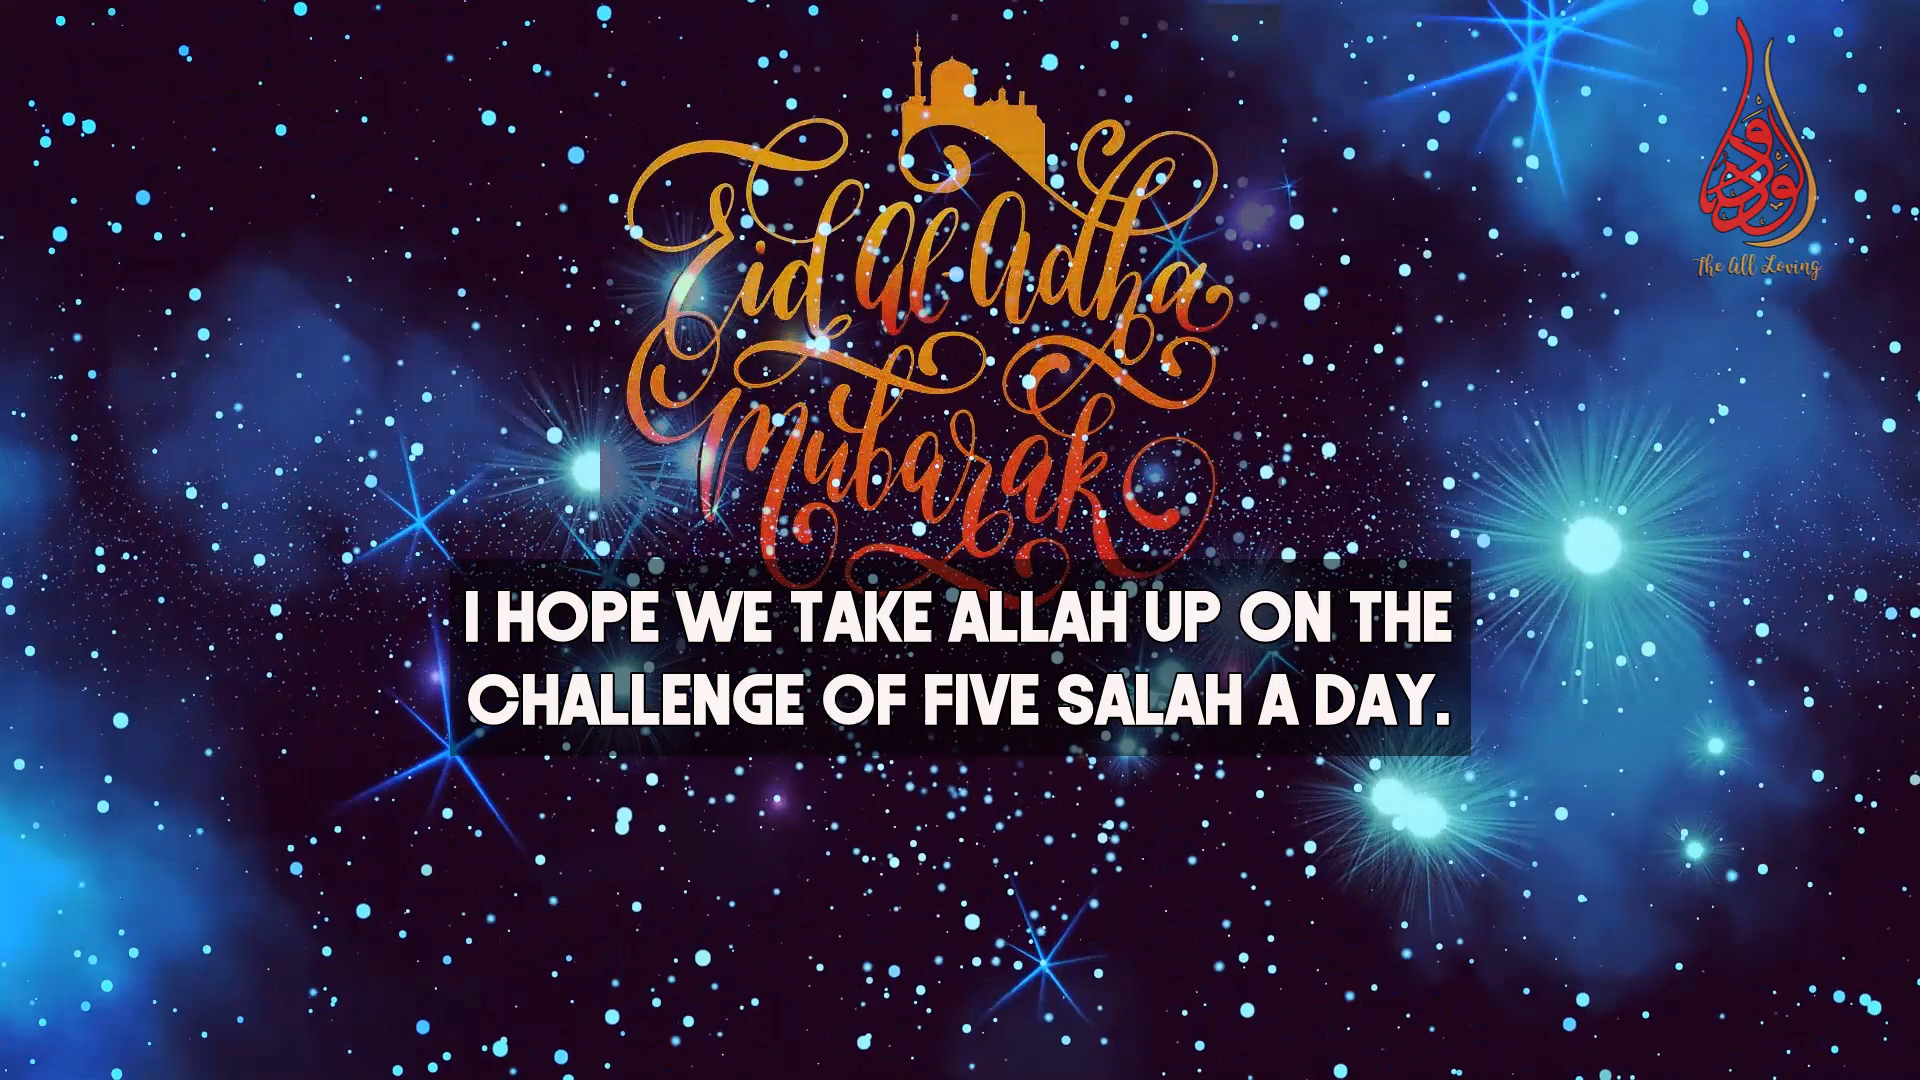 Eid Al-Adha
Mubarak
الودود
The All Loving
I HOPE WE TAKE ALLAH UP ON THE
CHALLENGE OF FIVE SALAH A DAY.